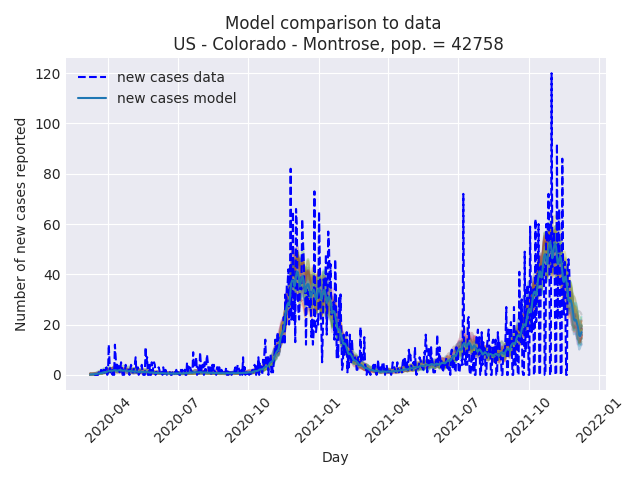 Model comparison to data
US - Colorado - Montrose, pop. = 42758
new cases data
new cases model
Number of new cases reported
120
100
80
60
40
20
0
2020-04
2020-07
2020-10
2021-01
2021-04
2021-07
2021-10
2022-01
Day